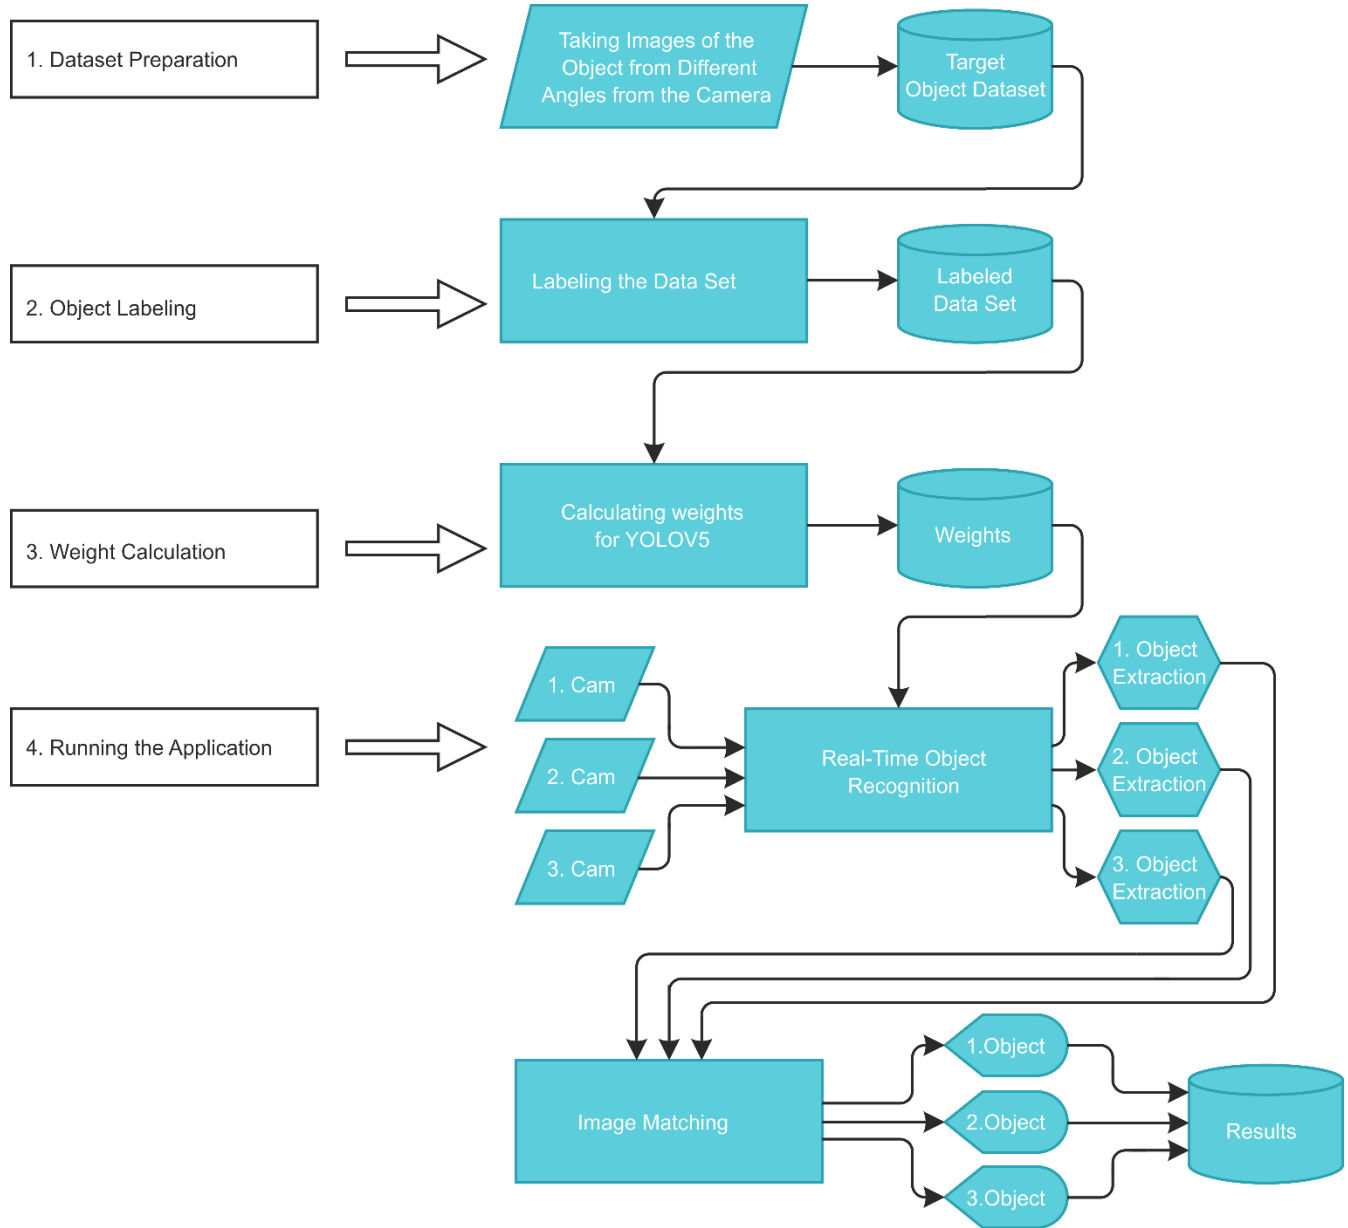 1. Dataset Preparation
Taking Images of the
Object from Different
Angles from the Camera
Target
Object Dataset
2. Object Labeling
Labeling the Data Set
Labeled
Data Set
3. Weight Calculation
Calculating weights
for YOLOV5
Weights
4. Running the Application
1. Cam
2. Cam
3. Cam
Real-Time Object
Recognition
1. Object
Extraction
2. Object
Extraction
3. Object
Extraction
Image Matching
1.Object
2.Object
3.Object
Results